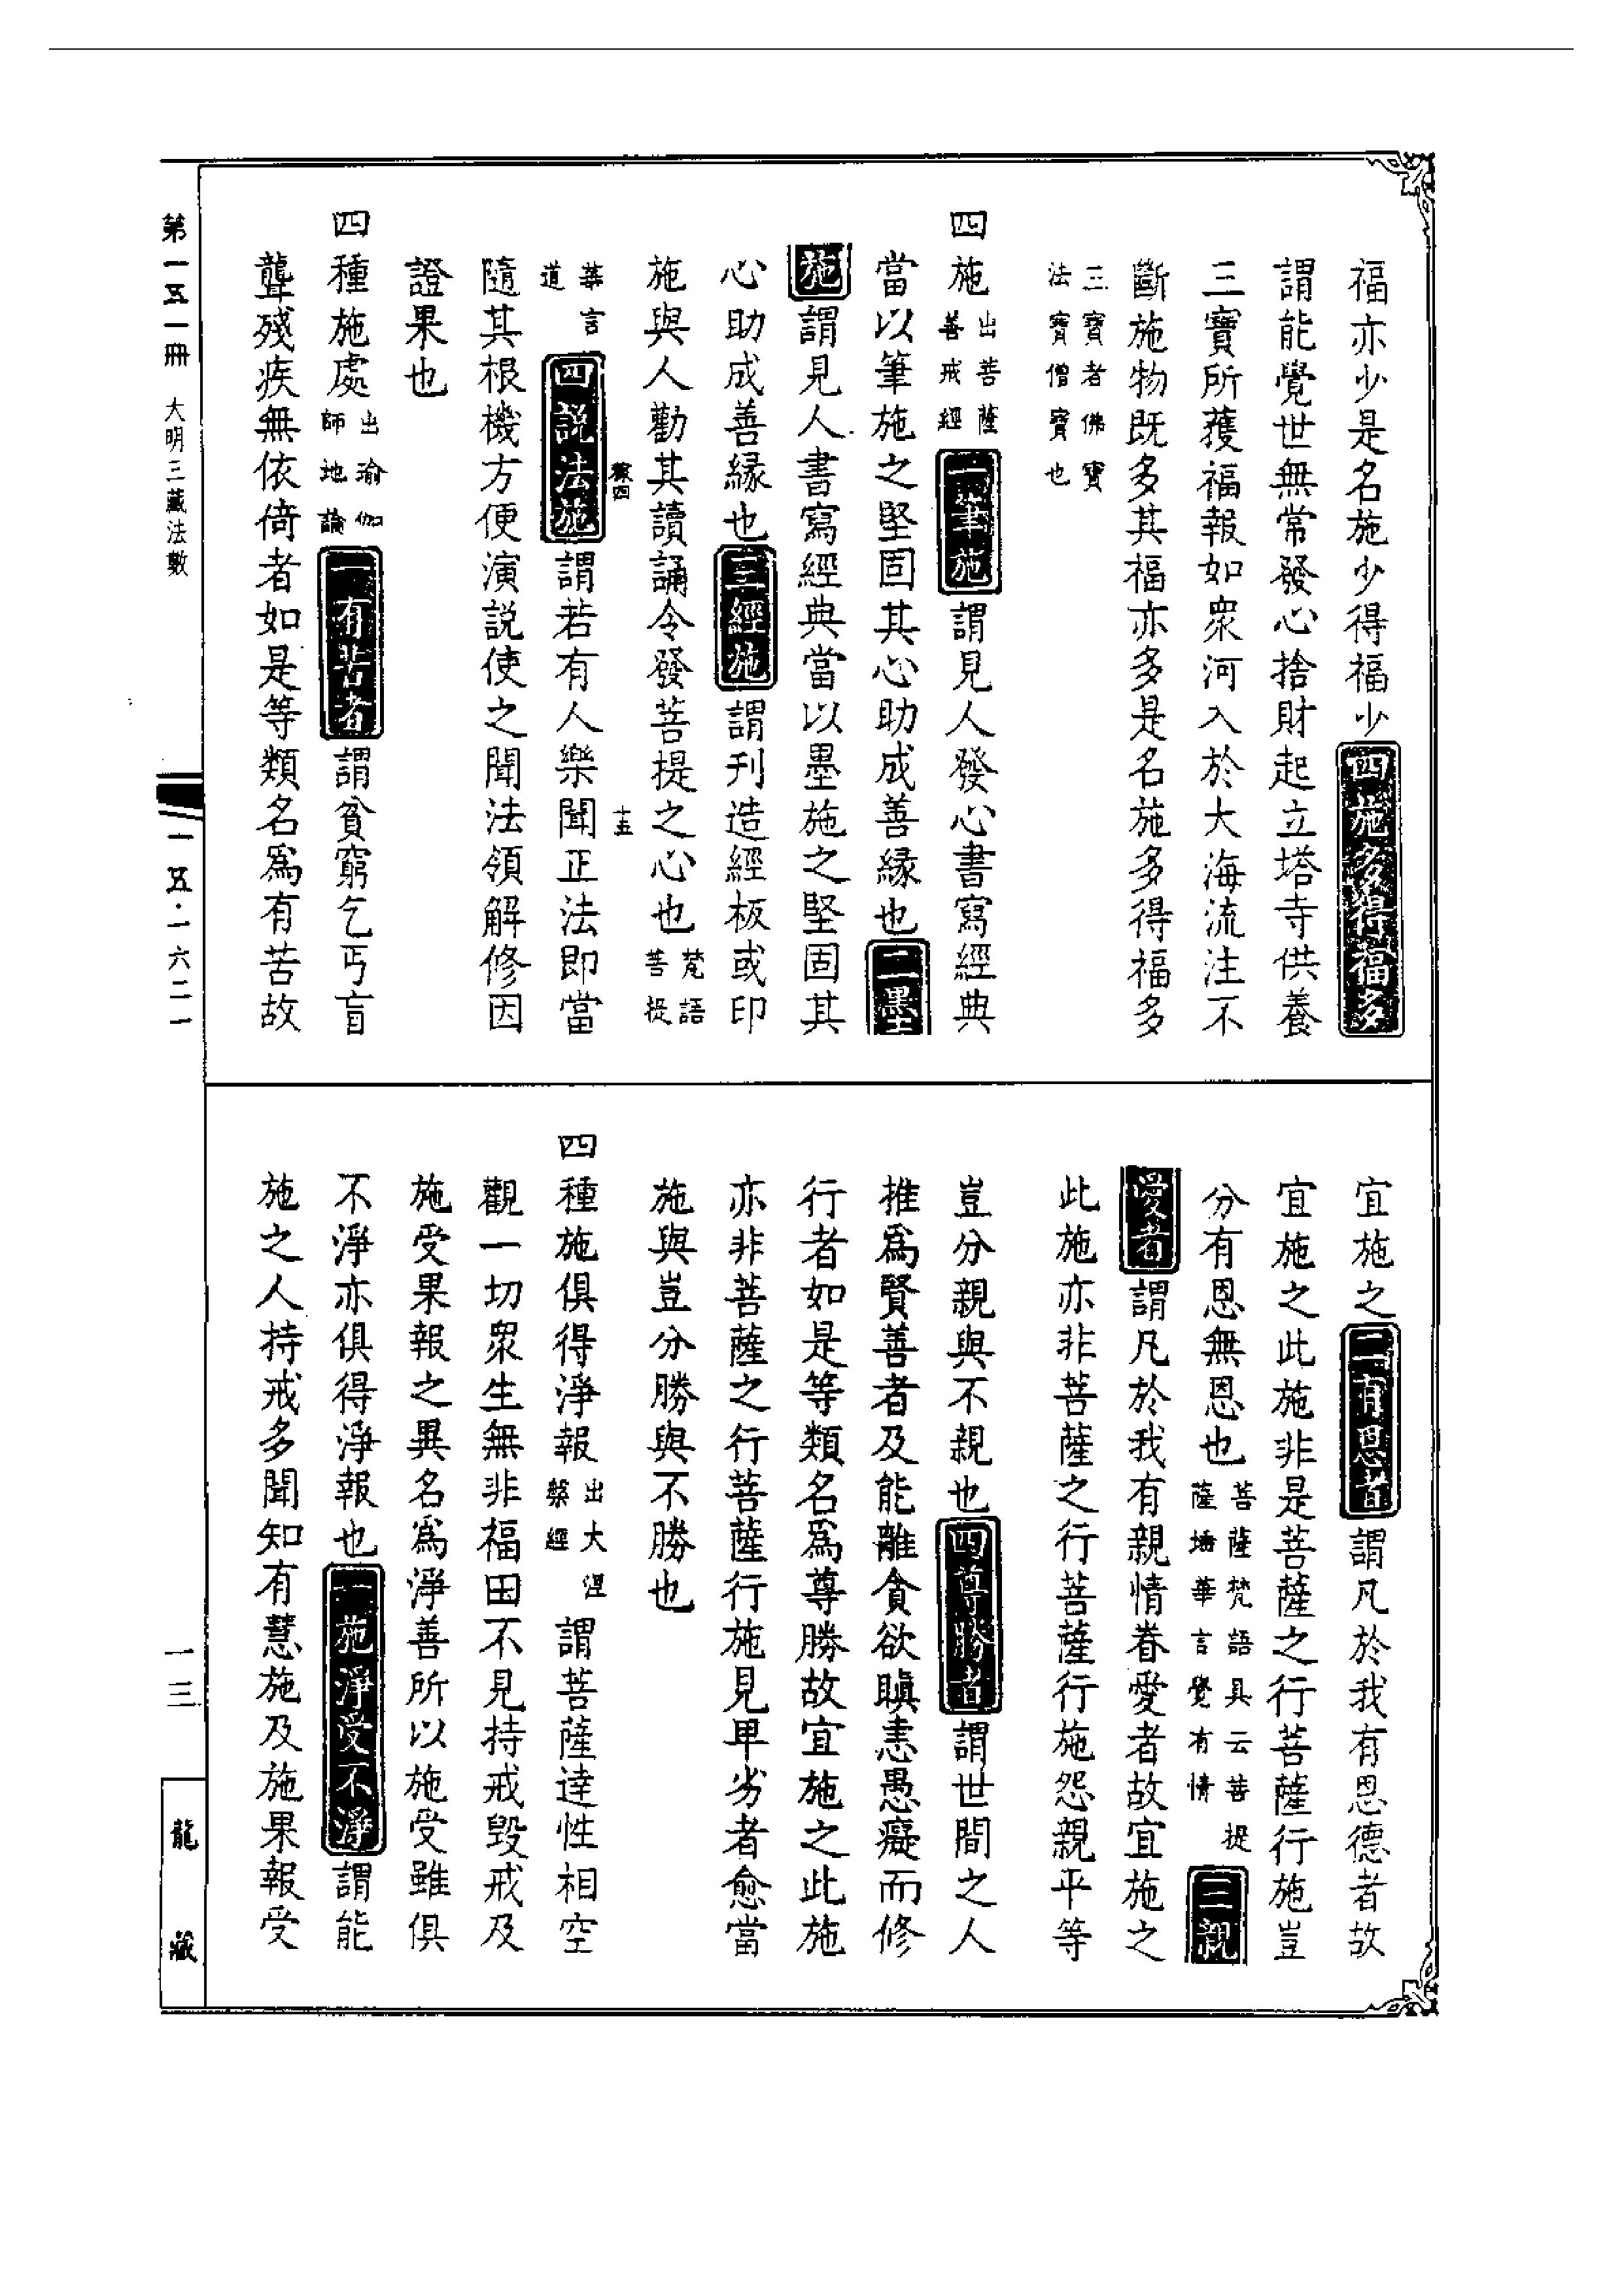 福亦少是名施少得福少四施多得福多
謂能覺世無常發心捨財起立塔寺供養
三寶所獲福報如眾河入於大海流注不
斷施物既多其福亦多是名施多得福多
三寶者佛寶
法寶僧寶也
四施出菩薩善戒經一筆施謂見人發心書寫經典
當以筆施之堅固其心助成善緣也二墨
施謂見人書寫經典當以墨施之堅固其
心助成善緣也三經施謂刊造經板或印
施與人勸其讀誦令發菩提之心也梵語菩提
華言道四說法施謂若有人樂聞正法即當
隨其根機方便演說使之聞法領解修因
證果也
四種施處出瑜伽師地論一有苦者謂貧窮乞丐盲
聾殘疾無依倚者如是等類名爲有苦故
宜施之二有恩者謂凡於我有恩德者故
宜施之此施非是菩薩之行菩薩行施豈
分有恩無恩也菩薩梵語具云菩提薩埵華言覺有情三親
愛者謂凡於我有親情眷愛者故宜施之
此施亦非菩薩之行菩薩行施怨親平等
豈分親與不親也四尊勝者謂世間之人
推爲賢善者及能離貪欲瞋恚愚癡而修
行者如是等類名爲尊勝故宜施之此施
亦非菩薩之行菩薩行施見卑劣者愈當
施與豈分勝與不勝也
四種施俱得淨報出大涅槃經謂菩薩達性相空
觀一切眾生無非福田不見持戒毀戒及
施受果報之異名爲淨善所以施受雖俱
不淨亦俱得淨報也一施淨受不淨謂能
施之人持戒多聞知有慧施及施果報受
第一五一冊 大明三藏法數
一五·一六二一
一三
龍藏